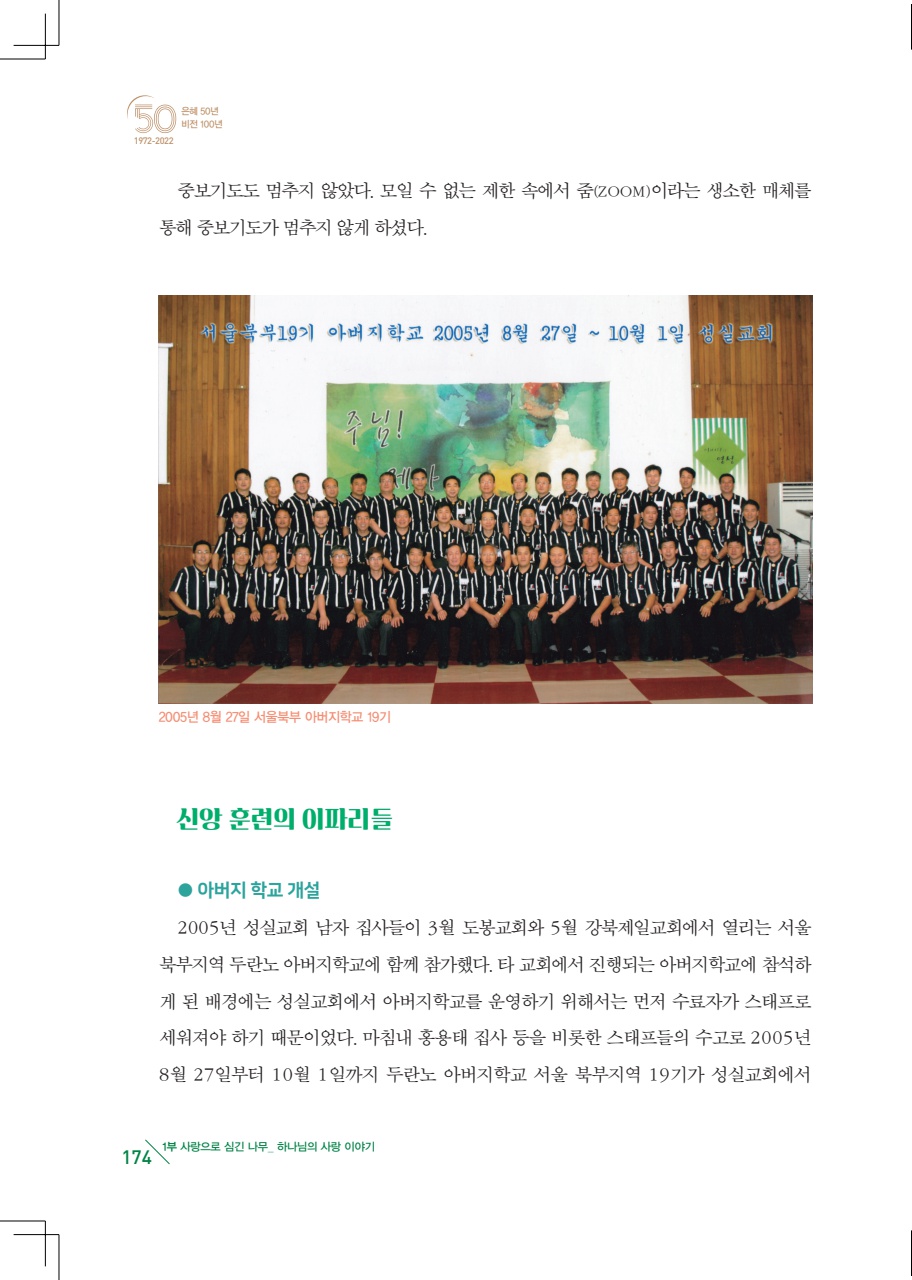 50
은혜 50년
비전 100년
1972-2022
중보기도도 멈추지 않았다. 모일 수 없는 제한 속에서 줌(ZOOM)이라는 생소한 매체를
통해 중보기도가 멈추지 않게 하셨다.
서울북부19기 아버지학교 2005년 8월 27일 ~ 10월 1일 성실교회
주님!
제가
2005년 8월 27일 서울북부 아버지학교 19기
신앙 훈련의 이파리들
● 아버지 학교 개설
2005년 성실교회 남자 집사들이 3월 도봉교회와 5월 강북제일교회에서 열리는 서울
북부지역 두란노 아버지학교에 함께 참가했다. 타 교회에서 진행되는 아버지학교에 참석하
게 된 배경에는 성실교회에서 아버지학교를 운영하기 위해서는 먼저 수료자가 스태프로
세워져야 하기 때문이었다. 마침내 홍용태 집사 등을 비롯한 스태프들의 수고로 2005년
8월 27일부터 10월 1일까지 두란노 아버지학교 서울 북부지역 19기가 성실교회에서
174
1부 사랑으로 심긴 나무_ 하나님의 사랑 이야기